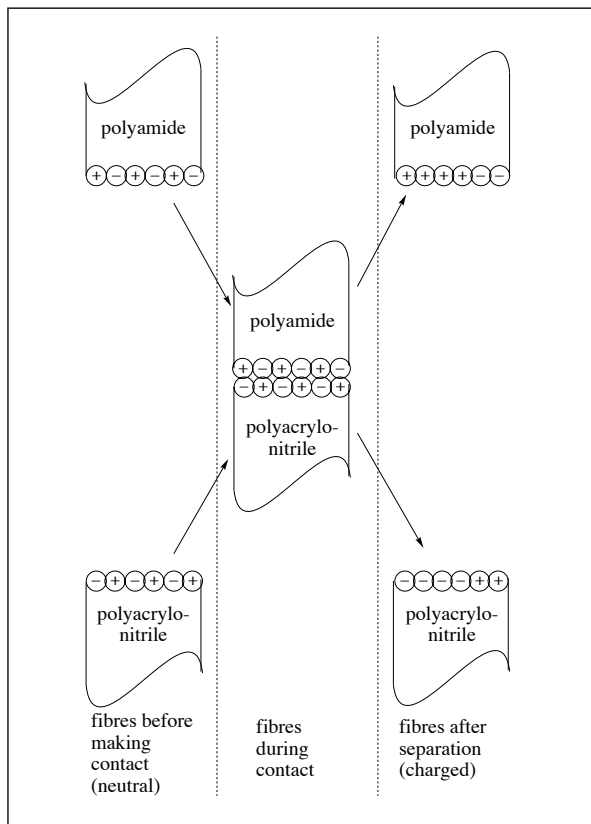 polyamide
+ − + − + −
polyamide
+ + + + − −
polyamide
+ − + − + −
− + − + − +
polyacrylo-
nitrile
− + − + − +
polyacrylo-
nitrile
− − − − + +
polyacrylo-
nitrile
fibres before
making
contact
(neutral)
fibres
during
contact
fibres after
separation
(charged)